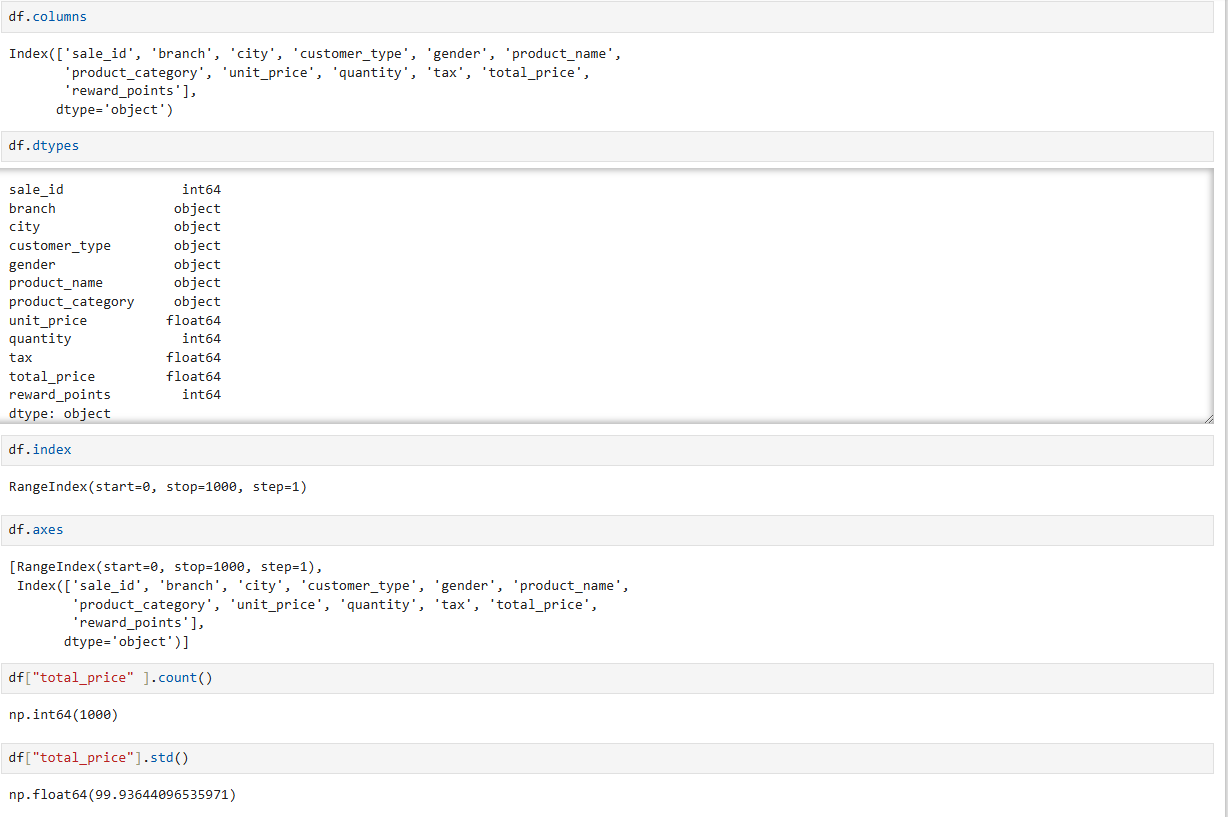 df.columns
Index(['sale_id', 'branch', 'city', 'customer_type', 'gender', 'product_name',
       'product_category', 'unit_price', 'quantity', 'tax', 'total_price',
       'reward_points'],
      dtype='object')
df.dtypes
sale_id               int64
branch               object
city                 object
customer_type        object
gender               object
product_name         object
product_category     object
unit_price          float64
quantity              int64
tax                 float64
total_price         float64
reward_points         int64
dtype: object
df.index
RangeIndex(start=0, stop=1000, step=1)
df.axes
[RangeIndex(start=0, stop=1000, step=1),
 Index(['sale_id', 'branch', 'city', 'customer_type', 'gender', 'product_name',
        'product_category', 'unit_price', 'quantity', 'tax', 'total_price',
        'reward_points'],
       dtype='object')]
df["total_price" ].count()
np.int64(1000)
df["total_price"].std()
np.float64(99.93644096535971)